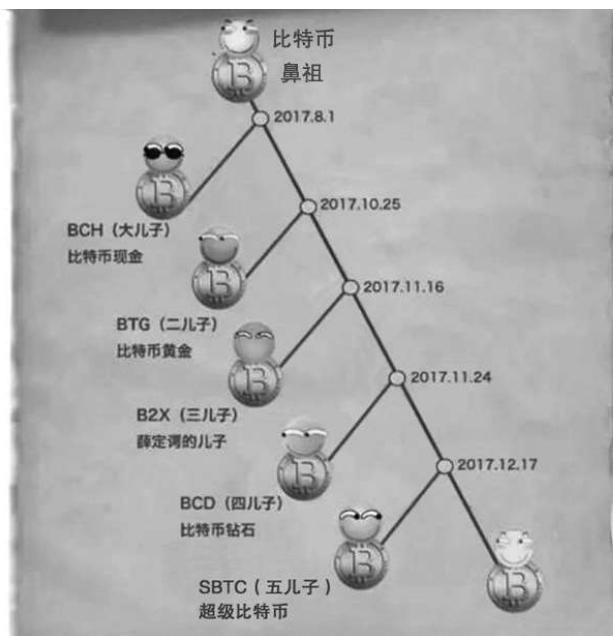 比特币
鼻祖
2017.8.1
BCH（大儿子）
比特币现金
2017.10.25
BTG（二儿子）
比特币黄金
2017.11.16
B2X（三儿子）
薛定谔的儿子
2017.11.24
BCD（四儿子）
比特币钻石
2017.12.17
SBTC（五儿子）
超级比特币